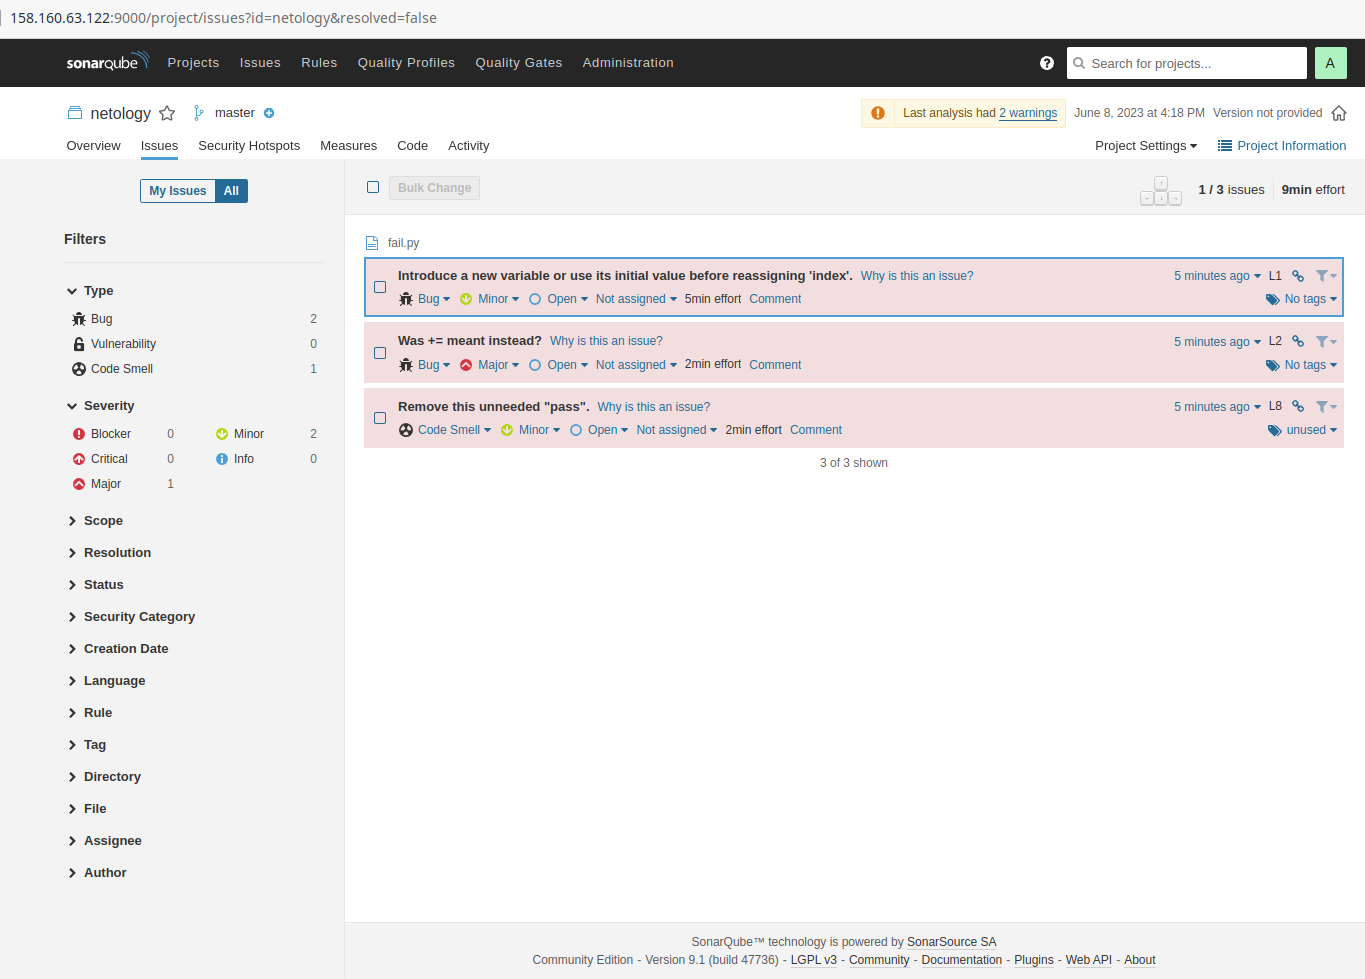 158.160.63.122:9000/project/issues?id=netology&resolved=false
sonarqube Projects Issues Rules Quality Profiles Quality Gates Administration ? Search for projects... A
netology master Last analysis had 2 warnings June 8, 2023 at 4:18 PM Version not provided
Overview Issues Security Hotspots Measures Code Activity Project Settings Project Information
My Issues All
Bulk Change 1 / 3 issues 9min effort
Filters
Type
Bug 2
Vulnerability 0
Code Smell 1
Severity
Blocker 0 Minor 2
Critical 0 Info 0
Major 1
Scope
Resolution
Status
Security Category
Creation Date
Language
Rule
Tag
Directory
File
Assignee
Author
fail.py
Introduce a new variable or use its initial value before reassigning 'index'. Why is this an issue? 5 minutes ago L1
Bug Minor Open Not assigned 5min effort Comment No tags
Was += meant instead? Why is this an issue? 5 minutes ago L2
Bug Major Open Not assigned 2min effort Comment No tags
Remove this unneeded "pass". Why is this an issue? 5 minutes ago L8
Code Smell Minor Open Not assigned 2min effort Comment unused
3 of 3 shown
SonarQube™ technology is powered by SonarSource SA
Community Edition - Version 9.1 (build 47736) - LGPL v3 - Community - Documentation - Plugins - Web API - About